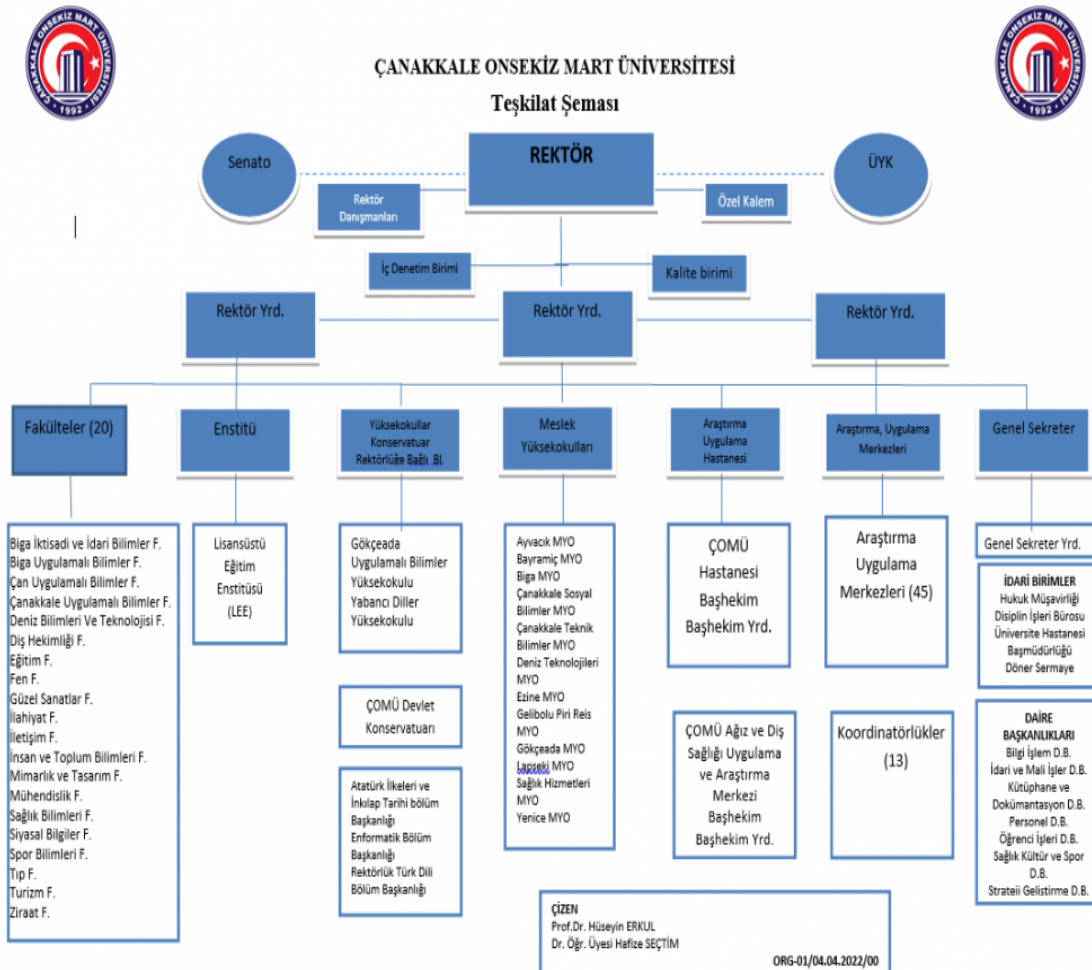 ÇANAKKALE ONSEKİZ MART ÜNİVERSİTESİ
1992
ÇANAKKALE ONSEKİZ MART ÜNİVERSİTESİ
1992
ÇANAKKALE ONSEKİZ MART ÜNİVERSİTESİ
Teşkilat Şeması
Senato
REKTÖR
ÜYK
Rektör
Danışmanları
Özel Kalem
İç Denetim Birimi
Kalite birimi
Rektör Yrd.
Rektör Yrd.
Rektör Yrd.
Fakülteler (20)
Enstitü
Yüksekokullar
Konservatuar
Rektörlüğe Bağlı .Bl.
Meslek
Yüksekokulları
Araştırma
Uygulama
Hastanesi
Araştırma, Uygulama
Merkezleri
Genel Sekreter
Biga İktisadi ve İdari Bilimler F.
Biga Uygulamalı Bilimler F.
Çan Uygulamalı Bilimler F.
Çanakkale Uygulamalı Bilimler F.
Deniz Bilimleri Ve Teknolojisi F.
Diş Hekimliği F.
Eğitim F.
Fen F.
Güzel Sanatlar F.
İlahiyat F.
İletişim F.
İnsan ve Toplum Bilimleri F.
Mimarlık ve Tasarım F.
Mühendislik F.
Sağlık Bilimleri F.
Siyasal Bilgiler F.
Spor Bilimleri F.
Tıp F.
Turizm F.
Ziraat F.
Lisansüstü
Eğitim
Enstitüsü
(LEE)
Gökçeada
Uygulamalı Bilimler
Yüksekokulu
Yabancı Diller
Yüksekokulu
ÇOMÜ Devlet
Konservatuarı
Atatürk İlkeleri ve
İnkılap Tarihi bölüm
Başkanlığı
Enformatik Bölüm
Başkanlığı
Rektörlük Türk Dili
Bölüm Başkanlığı
Ayvacık MYO
Bayramiç MYO
Biga MYO
Çanakkale Sosyal
Bilimler MYO
Çanakkale Teknik
Bilimler MYO
Deniz Teknolojileri
MYO
Ezine MYO
Gelibolu Piri Reis
MYO
Gökçeada MYO
Lapseki MYO
Sağlık Hizmetleri
MYO
Yenice MYO
ÇOMÜ
Hastanesi
Başhekim
Başhekim Yrd.
ÇOMÜ Ağız ve Diş
Sağlığı Uygulama
ve Araştırma
Merkezi
Başhekim
Başhekim Yrd.
Araştırma
Uygulama
Merkezleri (45)
Koordinatörlükler
(13)
Genel Sekreter Yrd.
İDARİ BİRİMLER
Hukuk Müşavirliği
Disiplin İşleri Bürosu
Üniversite Hastanesi
Başmüdürlüğü
Döner Sermaye
DAİRE
BAŞKANLIKLARI
Bilgi İşlem D.B.
İdari ve Mali İşler D.B.
Kütüphane ve
Dokümantasyon D.B.
Personel D.B.
Öğrenci İşleri D.B.
Sağlık Kültür ve Spor
D.B.
Strateji Geliştirme D.B.
ÇİZEN
Prof.Dr. Hüseyin ERKUL
Dr. Öğr. Üyesi Hafize SEÇTİM
ORG-01/04.04.2022/00